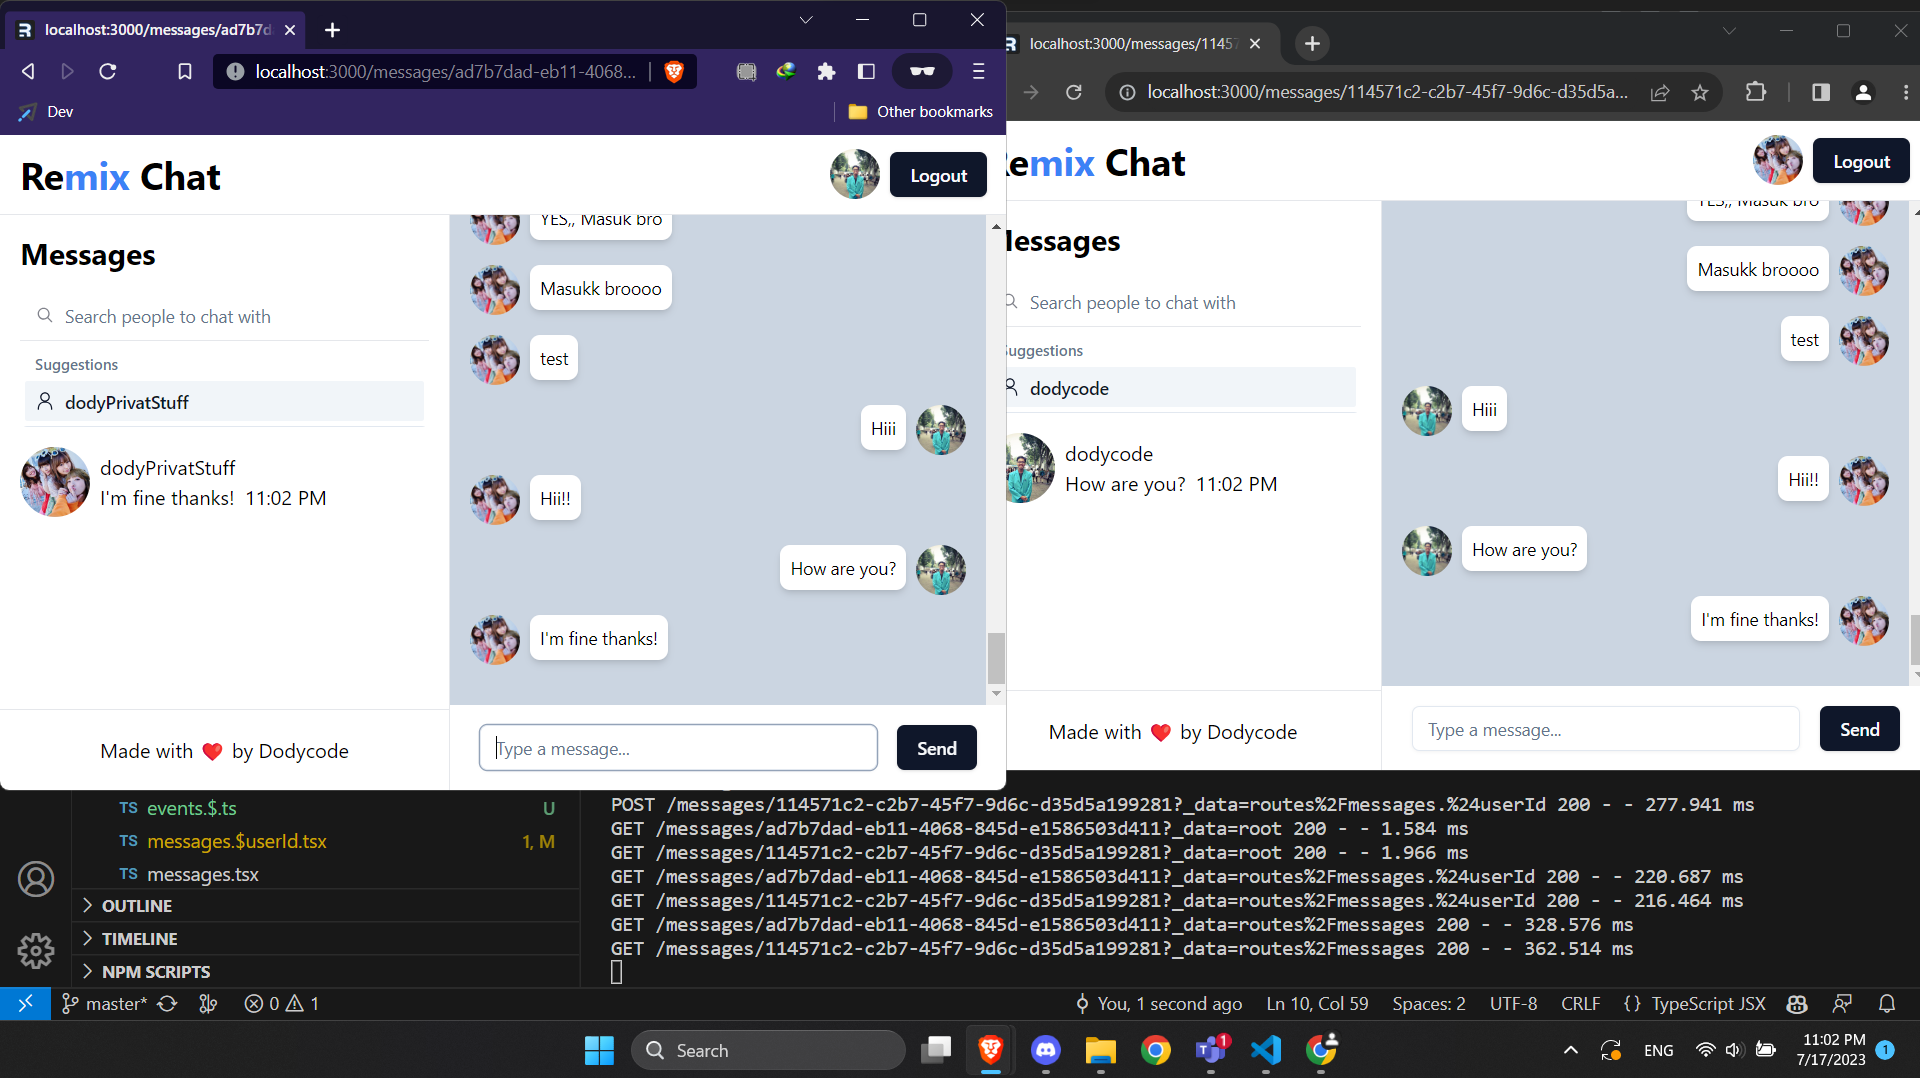 localhost:3000/messages/ad7b7d
localhost:3000/messages/ad7b7dad-eb11-4068...
Dev
Other bookmarks
Remix Chat
Logout
Messages
Search people to chat with
Suggestions
dodyPrivatStuff
dodyPrivatStuff
I'm fine thanks! 11:02 PM
YES,, Masuk bro
Masukk broooo
test
Hiii
Hii!!
How are you?
I'm fine thanks!
Made with ❤️ by Dodycode
Type a message...
Send
localhost:3000/messages/1145
localhost:3000/messages/114571c2-c2b7-45f7-9d6c-d35d5a...
emix Chat
Logout
essages
Search people to chat with
uggestions
dodycode
dodycode
How are you? 11:02 PM
YES,, Masuk bro
Masukk broooo
test
Hiii
Hii!!
How are you?
I'm fine thanks!
Made with ❤️ by Dodycode
Type a message...
Send
TS events.$.ts U
TS messages.$userId.tsx 1, M
TS messages.tsx
OUTLINE
TIMELINE
NPM SCRIPTS
POST /messages/114571c2-c2b7-45f7-9d6c-d35d5a199281?_data=routes%2Fmessages.%24userId 200 - - 277.941 ms
GET /messages/ad7b7dad-eb11-4068-845d-e1586503d411?_data=root 200 - - 1.584 ms
GET /messages/114571c2-c2b7-45f7-9d6c-d35d5a199281?_data=root 200 - - 1.966 ms
GET /messages/ad7b7dad-eb11-4068-845d-e1586503d411?_data=routes%2Fmessages.%24userId 200 - - 220.687 ms
GET /messages/114571c2-c2b7-45f7-9d6c-d35d5a199281?_data=routes%2Fmessages.%24userId 200 - - 216.464 ms
GET /messages/ad7b7dad-eb11-4068-845d-e1586503d411?_data=routes%2Fmessages 200 - - 328.576 ms
GET /messages/114571c2-c2b7-45f7-9d6c-d35d5a199281?_data=routes%2Fmessages 200 - - 362.514 ms
master* 0 1 You, 1 second ago Ln 10, Col 59 Spaces: 2 UTF-8 CRLF {} TypeScript JSX
Search 1 ENG 11:02 PM 1
7/17/2023